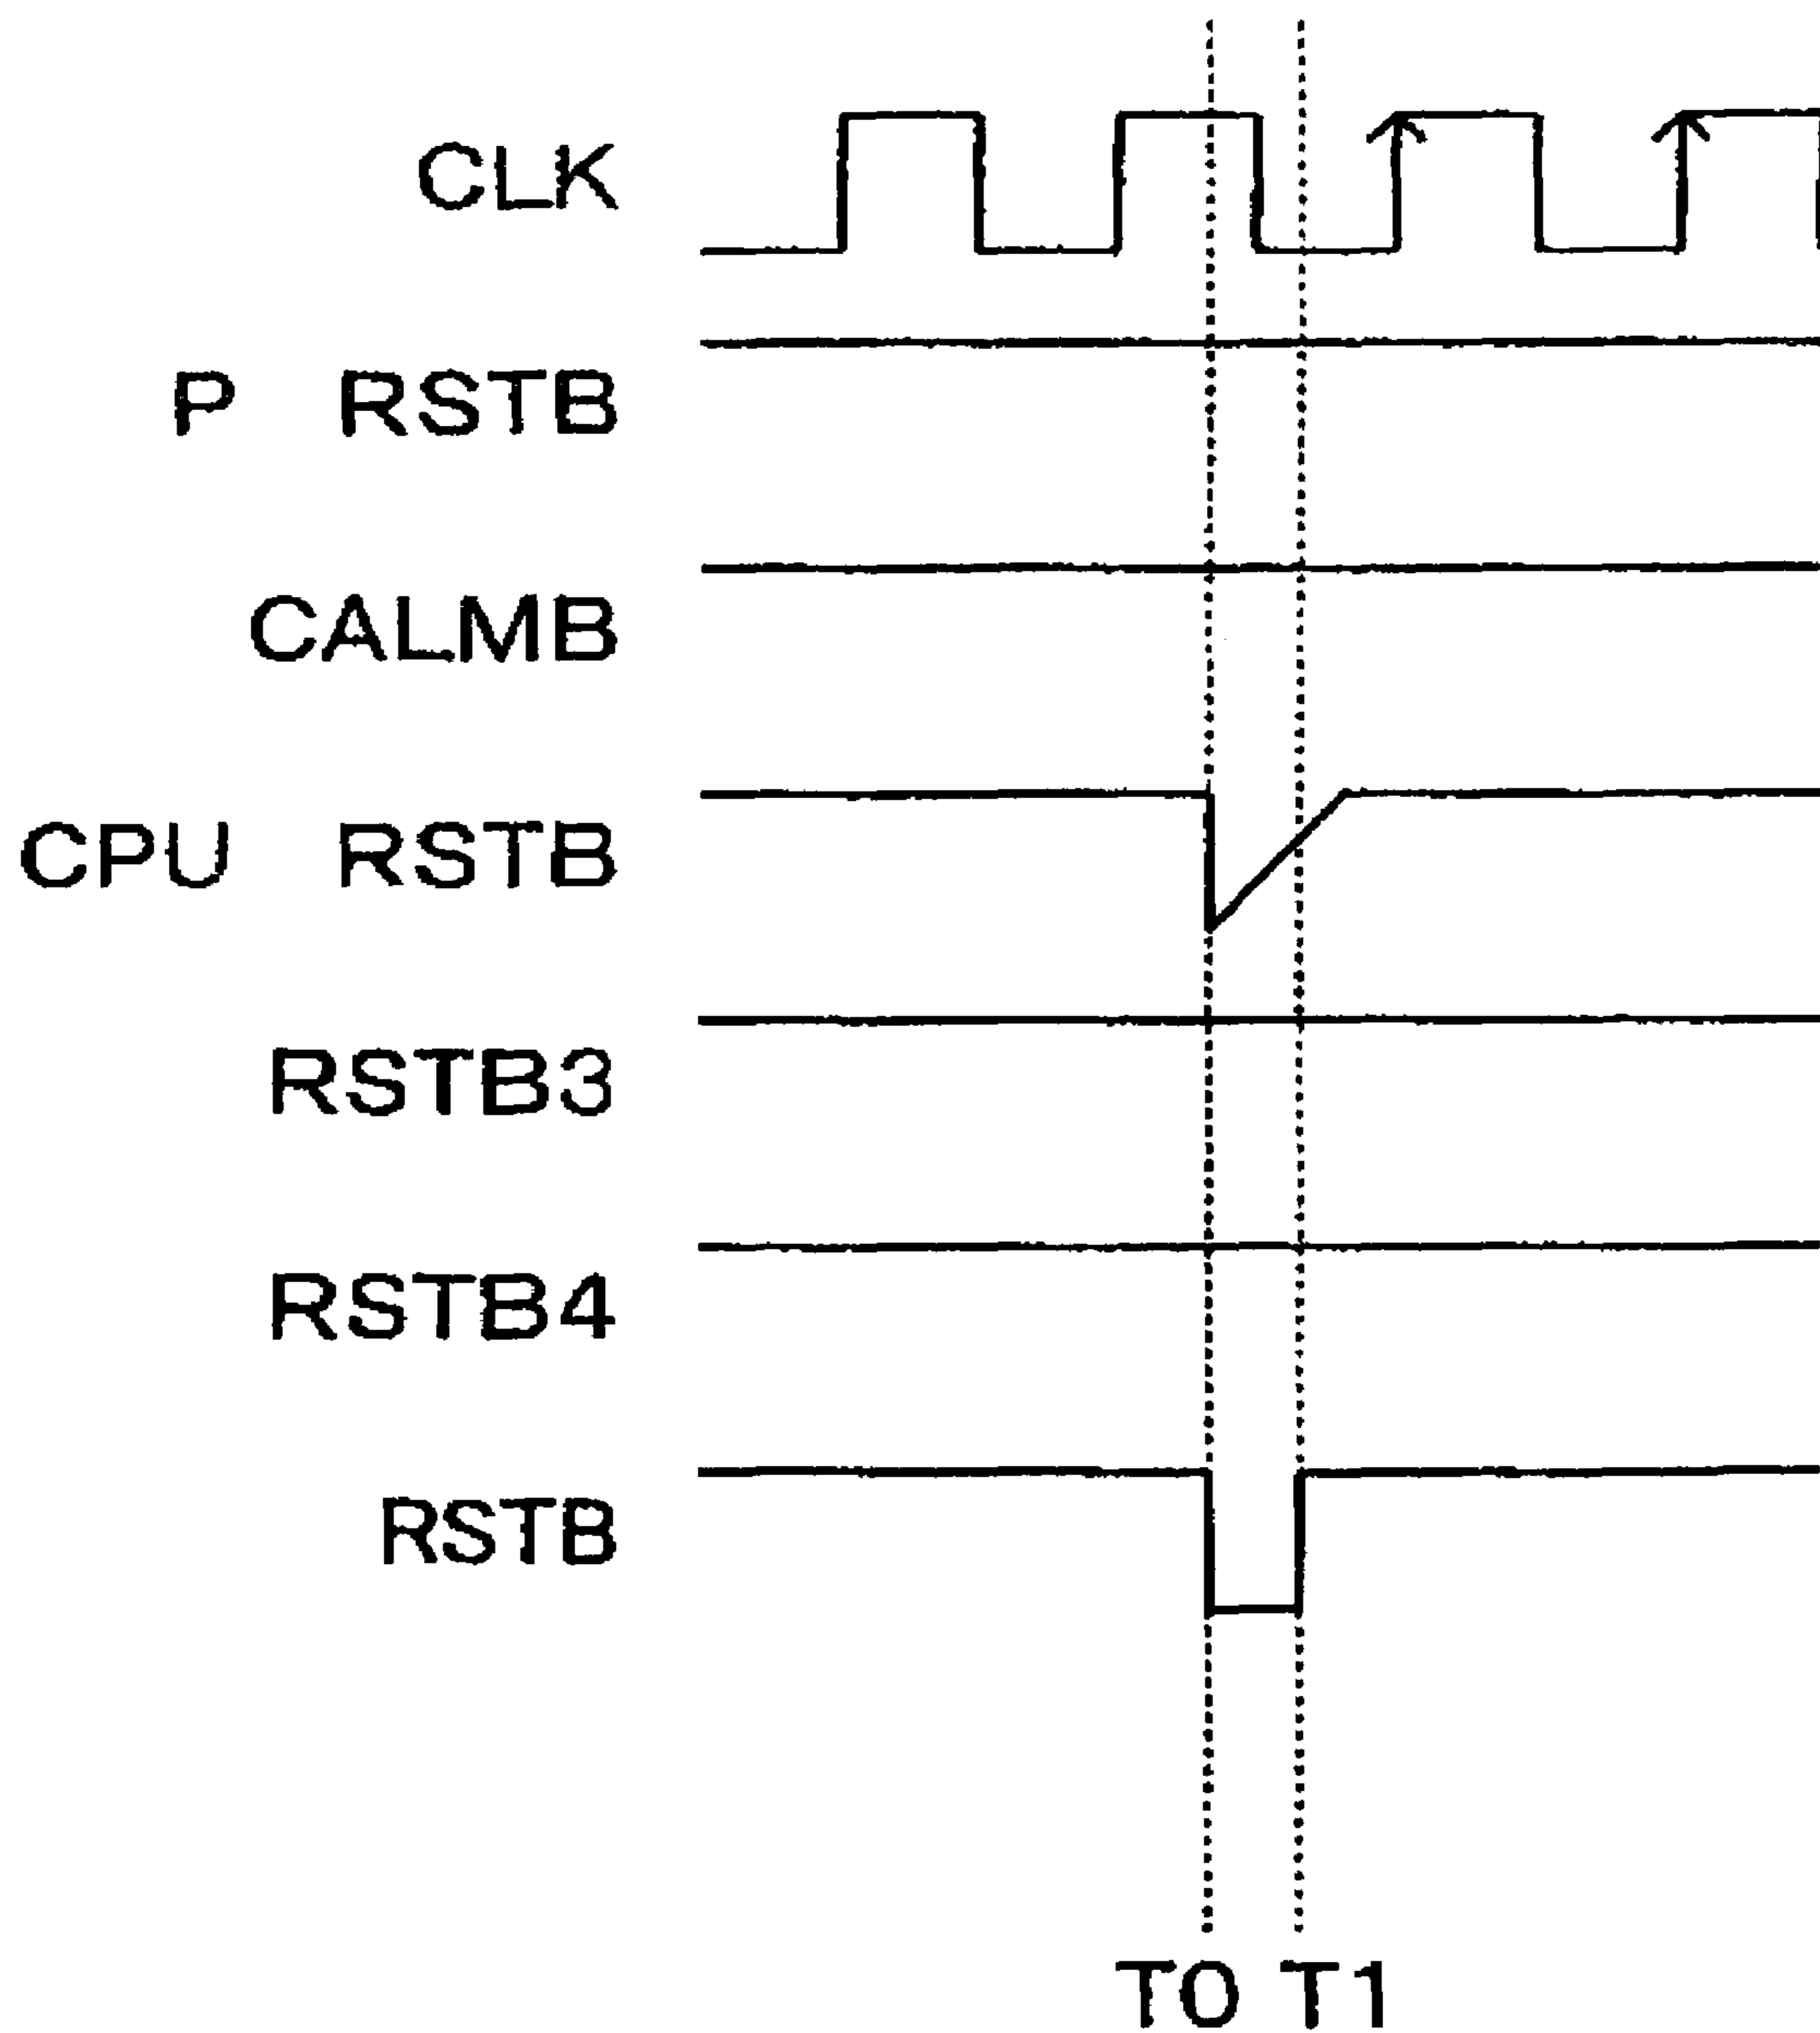 CLK
P RSTB
CALMB
CPU RSTB
RSTB3
RSTB4
RSTB
T0 T1